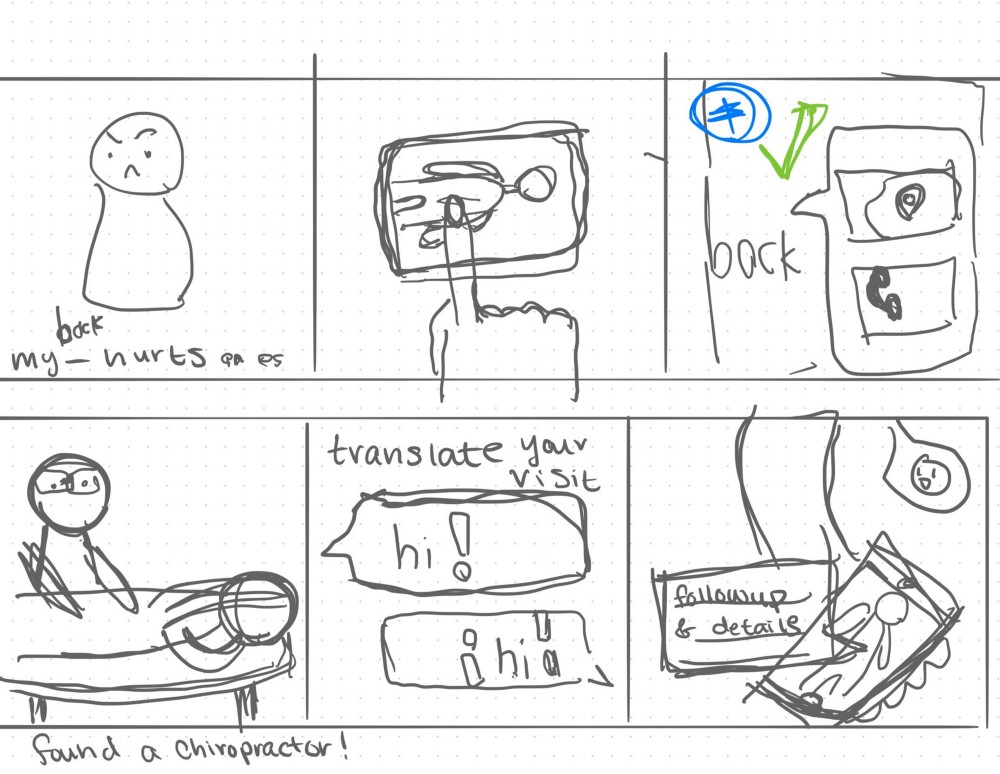 back
my — hurts en es
back
translate your
visit
hi!
¡hi!
followup
& details
found a chiropractor!